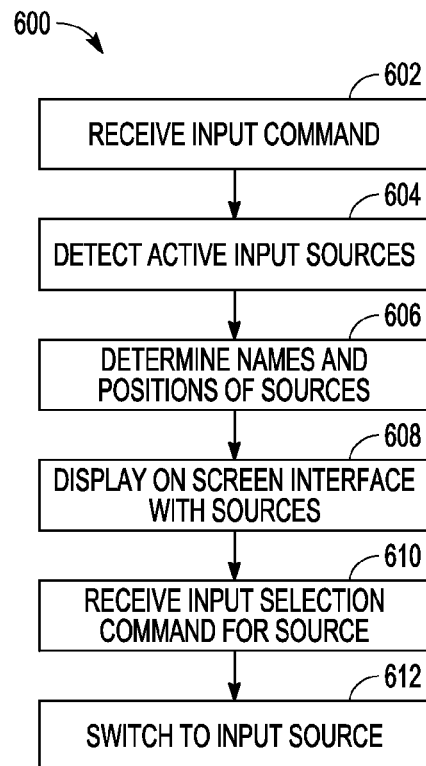 600
602
RECEIVE INPUT COMMAND
604
DETECT ACTIVE INPUT SOURCES
606
DETERMINE NAMES AND
POSITIONS OF SOURCES
608
DISPLAY ON SCREEN INTERFACE
WITH SOURCES
610
RECEIVE INPUT SELECTION
COMMAND FOR SOURCE
612
SWITCH TO INPUT SOURCE